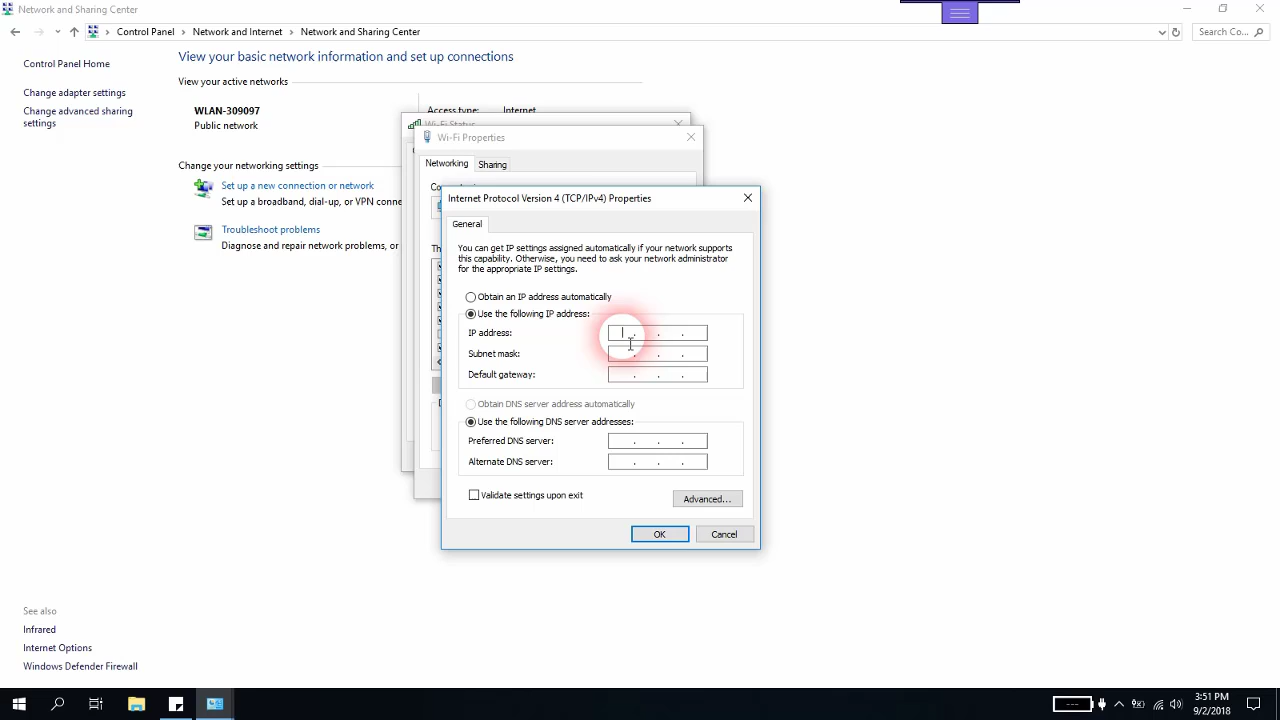 Network and Sharing Center
Control Panel > Network and Internet > Network and Sharing Center
Search Co...
Control Panel Home
Change adapter settings
Change advanced sharing
settings
View your basic network information and set up connections
View your active networks
WLAN-309097
Public network
Access type: Internet
Change your networking settings
Set up a new connection or network
Set up a broadband, dial-up, or VPN conne
Troubleshoot problems
Diagnose and repair network problems, or
Wi-Fi Status
Wi-Fi Properties
Networking
Sharing
Co
Th
Internet Protocol Version 4 (TCP/IPv4) Properties
General
You can get IP settings assigned automatically if your network supports
this capability. Otherwise, you need to ask your network administrator
for the appropriate IP settings.
Obtain an IP address automatically
Use the following IP address:
IP address: . . .
Subnet mask: . . .
Default gateway: . . .
Obtain DNS server address automatically
Use the following DNS server addresses:
Preferred DNS server: . . .
Alternate DNS server: . . .
Validate settings upon exit
Advanced...
OK
Cancel
See also
Infrared
Internet Options
Windows Defender Firewall
3:51 PM
9/2/2018